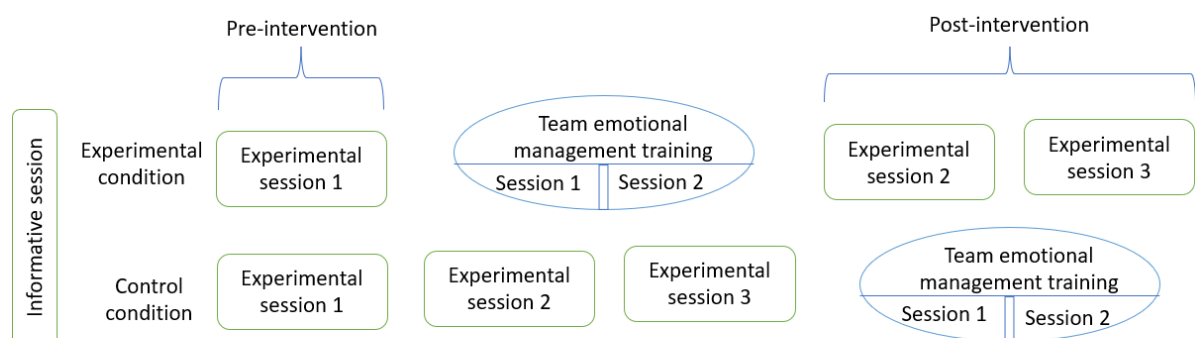 Pre-intervention
Post-intervention
Informative session
Experimental
condition
Experimental
session 1
Team emotional
management training
Session 1
Session 2
Experimental
session 2
Experimental
session 3
Control
condition
Experimental
session 1
Experimental
session 2
Experimental
session 3
Team emotional
management training
Session 1
Session 2